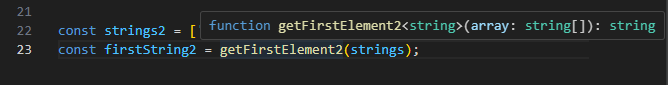 21
22 const strings2 = [
function getFirstElement2<string>(array: string[]): string
23 const firstString2 = getFirstElement2(strings);